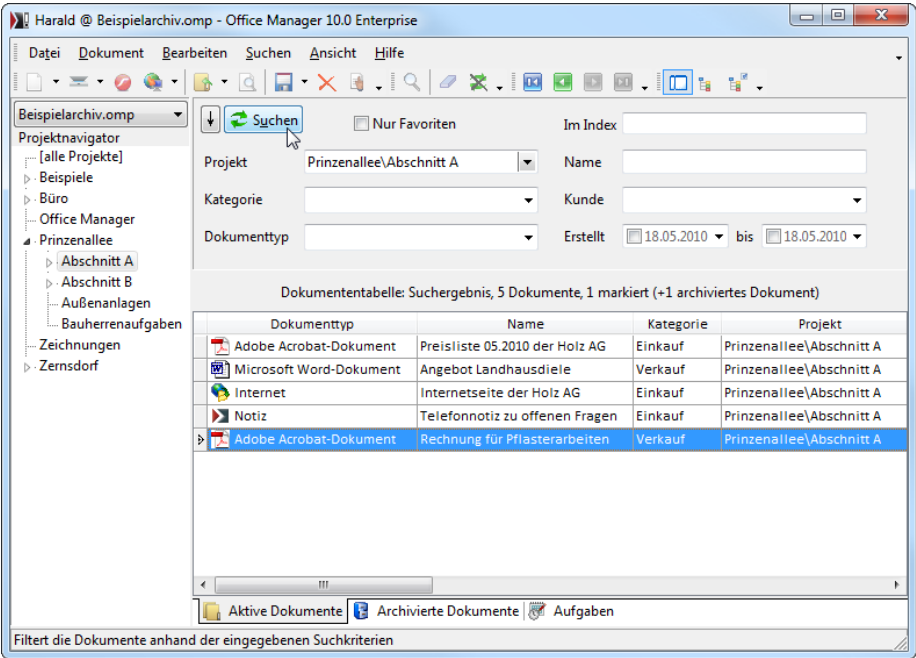 Harald @ Beispielarchiv.omp - Office Manager 10.0 Enterprise
Datei Dokument Bearbeiten Suchen Ansicht Hilfe
Beispielarchiv.omp
Projektnavigator
[alle Projekte]
Beispiele
Büro
Office Manager
Prinzenallee
Abschnitt A
Abschnitt B
Außenanlagen
Bauherrenaufgaben
Zeichnungen
Zernsdorf
Suchen Nur Favoriten Im Index
Projekt Prinzenallee\Abschnitt A Name
Kategorie Kunde
Dokumenttyp Erstellt 18.05.2010 bis 18.05.2010
Dokumententabelle: Suchergebnis, 5 Dokumente, 1 markiert (+1 archiviertes Dokument)
Dokumenttyp Name Kategorie Projekt
Adobe Acrobat-Dokument Preisliste 05.2010 der Holz AG Einkauf Prinzenallee\Abschnitt A
Microsoft Word-Dokument Angebot Landhausdiele Verkauf Prinzenallee\Abschnitt A
Internet Internetseite der Holz AG Einkauf Prinzenallee\Abschnitt A
Notiz Telefonnotiz zu offenen Fragen Einkauf Prinzenallee\Abschnitt A
Adobe Acrobat-Dokument Rechnung für Pflasterarbeiten Verkauf Prinzenallee\Abschnitt A
Aktive Dokumente Archivierte Dokumente Aufgaben
Filtert die Dokumente anhand der eingegebenen Suchkriterien